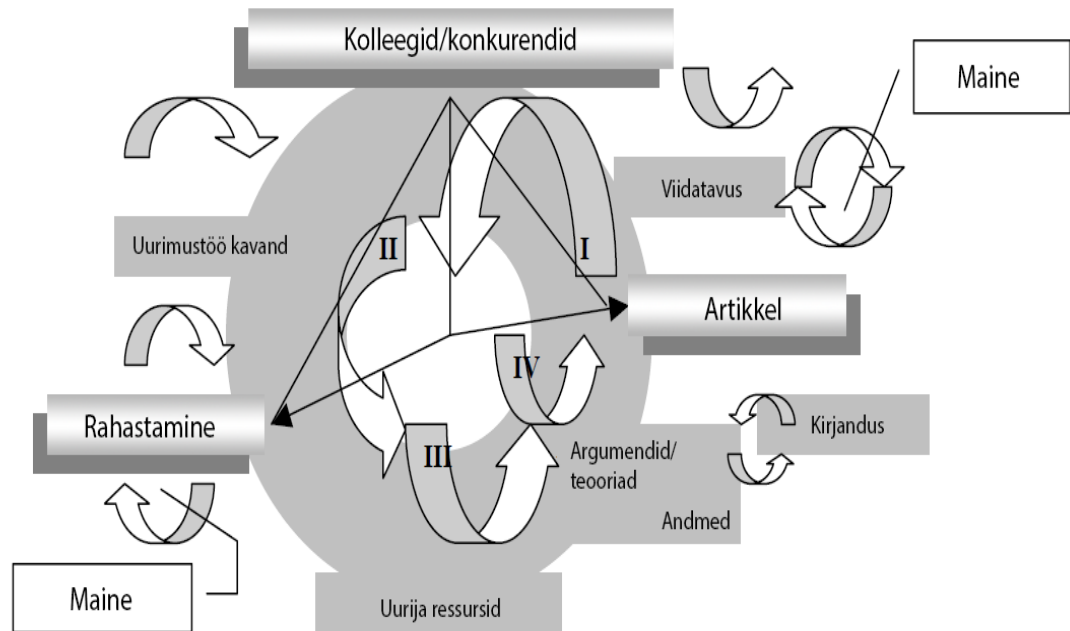 Kolleegid/konkurendid
Maine
Viidatavus
Uurimustöö kavand
II
I
Artikkel
IV
Rahastamine
III
Argumendid/
teooriad
Kirjandus
Andmed
Maine
Uurija ressursid